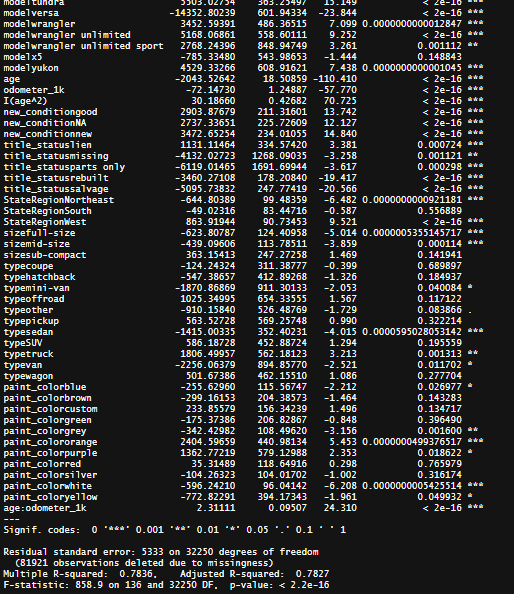 modeltundra 5503.02754 363.25497 15.149 < 2e-16 ***
modelversa -14352.80239 601.94334 -23.844 < 2e-16 ***
modelwrangler 3452.59391 486.36515 7.099 0.0000000000012847 ***
modelwrangler unlimited 5168.06861 558.60111 9.252 < 2e-16 ***
modelwrangler unlimited sport 2768.24396 848.94749 3.261 0.001112 **
modelx5 -785.33480 543.98653 -1.444 0.148843
modelyukon 4529.33266 608.91621 7.438 0.0000000000001045 ***
age -2043.52642 18.50859 -110.410 < 2e-16 ***
odometer_1k -72.14730 1.24887 -57.770 < 2e-16 ***
I(age^2) 30.18660 0.42682 70.725 < 2e-16 ***
new_conditiongood 2903.87679 211.31601 13.742 < 2e-16 ***
new_conditionNA 2737.33651 225.72609 12.127 < 2e-16 ***
new_conditionnew 3472.65254 234.01055 14.840 < 2e-16 ***
title_statuslien 1131.11464 334.57420 3.381 0.000724 ***
title_statusmissing -4132.02723 1268.09035 -3.258 0.001121 **
title_statusparts only -6119.01465 1691.69944 -3.617 0.000298 ***
title_statusrebuilt -3460.27108 178.20840 -19.417 < 2e-16 ***
title_statussalvage -5095.73832 247.77419 -20.566 < 2e-16 ***
StateRegionNortheast -644.80389 99.48359 -6.482 0.0000000000921181 ***
StateRegionSouth -49.02316 83.44716 -0.587 0.556889
StateRegionWest 863.91944 90.73453 9.521 < 2e-16 ***
sizefull-size -623.80787 124.40958 -5.014 0.0000005355145717 ***
sizemid-size -439.09606 113.78511 -3.859 0.000114 ***
sizesub-compact 363.15413 247.27258 1.469 0.141941
typecoupe -124.24324 311.38777 -0.399 0.689897
typehatchback -547.38657 412.89268 -1.326 0.184937
typemini-van -1870.86869 911.30133 -2.053 0.040084 *
typeoffroad 1025.34995 654.33555 1.567 0.117122
typeother -910.15840 526.48769 -1.729 0.083866 .
typepickup 563.52728 569.25748 0.990 0.322214
typesedan -1415.00335 352.40231 -4.015 0.0000595028053142 ***
typeSUV 586.18728 452.88724 1.294 0.195559
typetruck 1806.49957 562.18123 3.213 0.001313 **
typevan -2256.06379 894.85770 -2.521 0.011702 *
typewagon 501.67386 462.15510 1.086 0.277704
paint_colorblue -255.62960 115.56747 -2.212 0.026977 *
paint_colorbrown -299.16153 204.38573 -1.464 0.143283
paint_colorcustom 233.85579 156.34239 1.496 0.134717
paint_colorgreen -175.37386 206.82867 -0.848 0.396490
paint_colorgrey -342.42982 108.49620 -3.156 0.001600 **
paint_colororange 2404.59659 440.98134 5.453 0.0000000499376517 ***
paint_colorpurple 1362.77219 579.12988 2.353 0.018622 *
paint_colorred 35.31489 118.64916 0.298 0.765979
paint_colorsilver -104.26323 104.01702 -1.002 0.316174
paint_colorwhite -596.24210 96.04142 -6.208 0.0000000005425514 ***
paint_coloryellow -772.82291 394.17343 -1.961 0.049932 *
age:odometer_1k 2.31111 0.09507 24.310 < 2e-16 ***
---
Signif. codes: 0 '***' 0.001 '**' 0.01 '*' 0.05 '.' 0.1 ' ' 1
Residual standard error: 5333 on 32250 degrees of freedom
(81921 observations deleted due to missingness)
Multiple R-squared: 0.7836, Adjusted R-squared: 0.7827
F-statistic: 858.9 on 136 and 32250 DF, p-value: < 2.2e-16